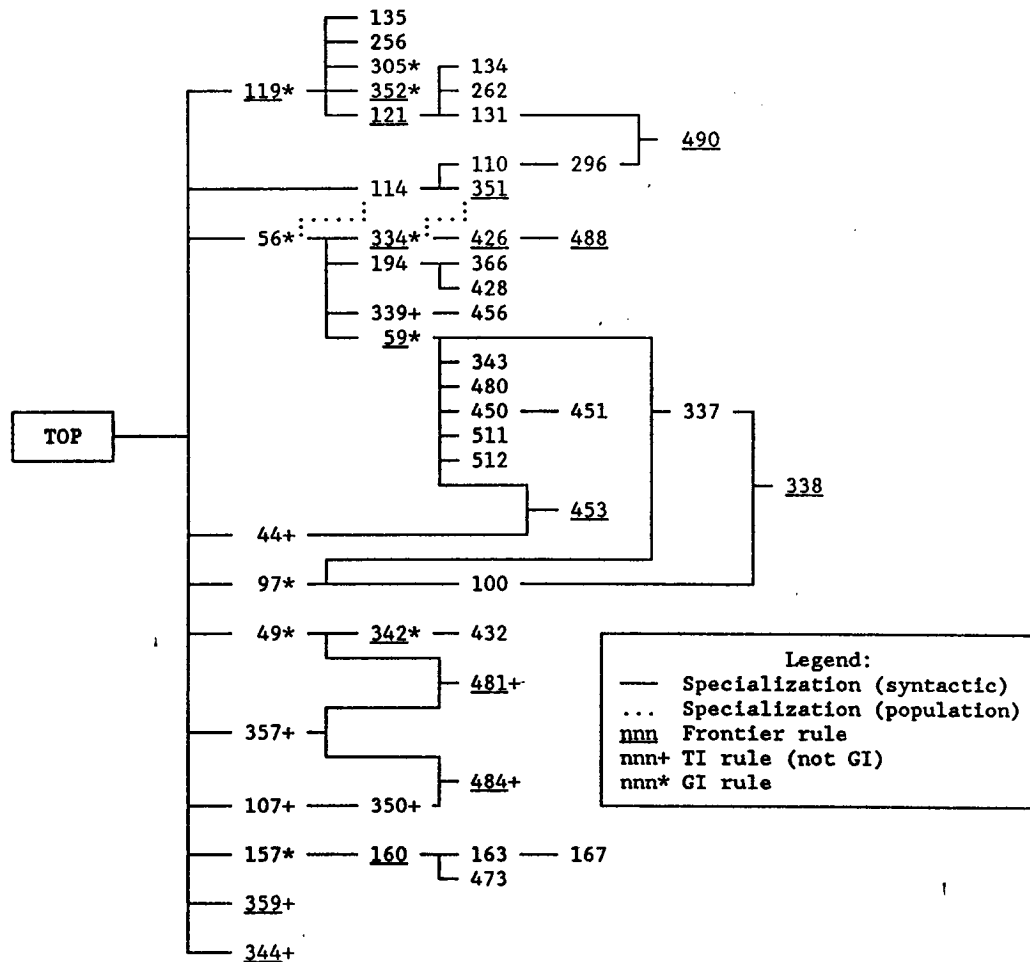 135
256
305* 134
119* 352* 262
121 131
490
110 296
114 351
56* 334* 426 488
194 366
428
339+ 456
59*
343
480
450 451 337
TOP 511
512
338
453
44+
97* 100
49* 342* 432
Legend:
—— Specialization (syntactic)
... Specialization (population)
nnn Frontier rule
nnn+ TI rule (not GI)
nnn* GI rule
481+
357+
484+
107+ 350+
157* 160 163 167
473
359+
344+